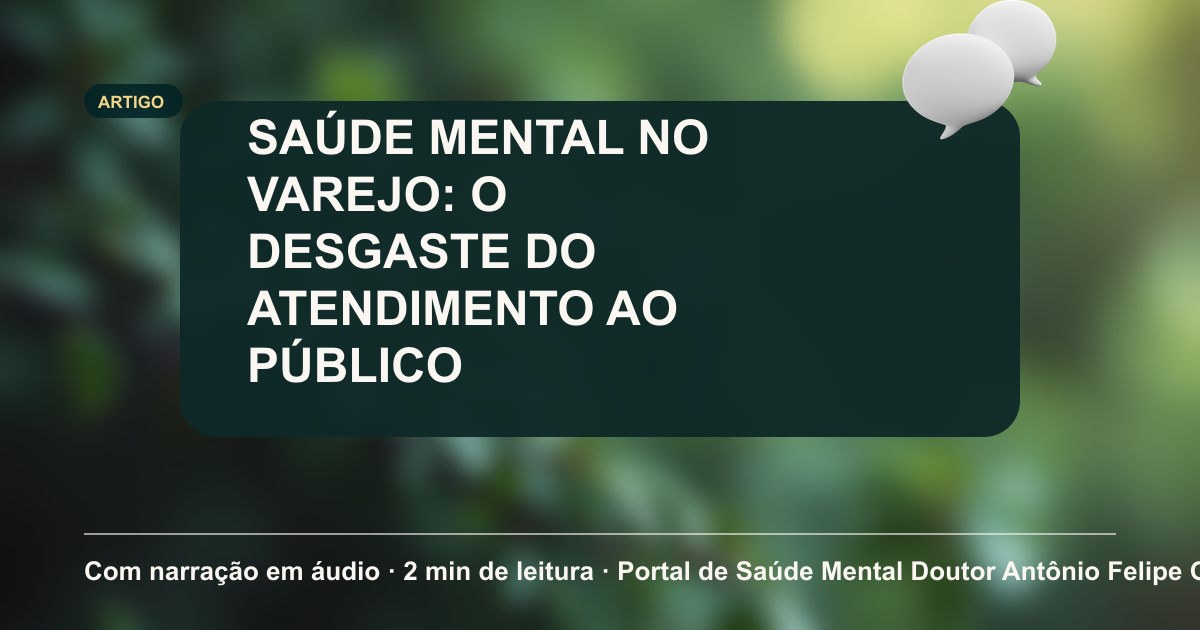 ARTIGO
SAÚDE MENTAL NO
VAREJO: O
DESGASTE DO
ATENDIMENTO AO
PÚBLICO
Com narração em áudio · 2 min de leitura · Portal de Saúde Mental Doutor Antônio Felipe